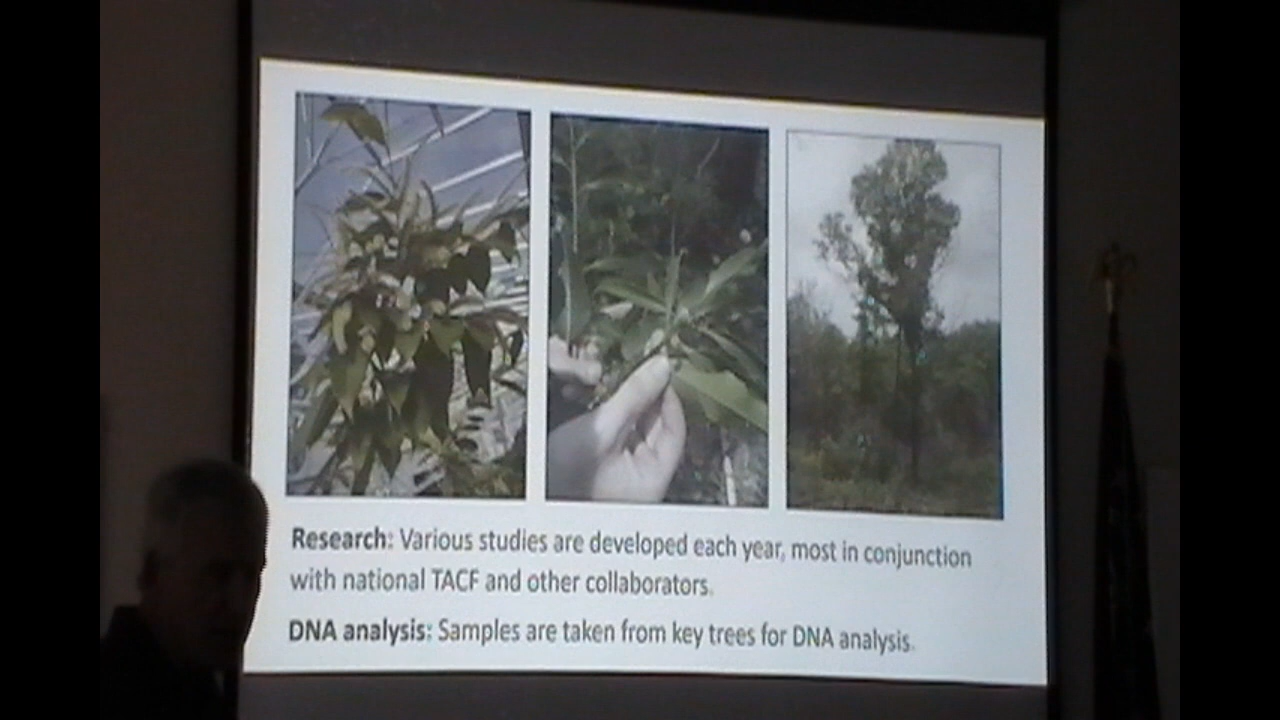 Research: Various studies are developed each year, most in conjunction
with national TACF and other collaborators.
DNA analysis: Samples are taken from key trees for DNA analysis.